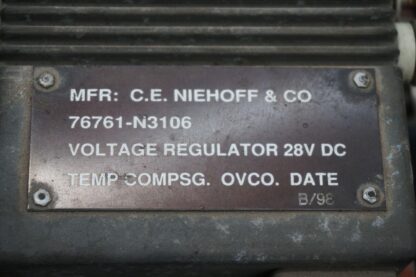 MFR: C.E. NIEHOFF & CO
76761-N3106
VOLTAGE REGULATOR 28V DC
TEMP COMPSG. OVCO. DATE
B/98